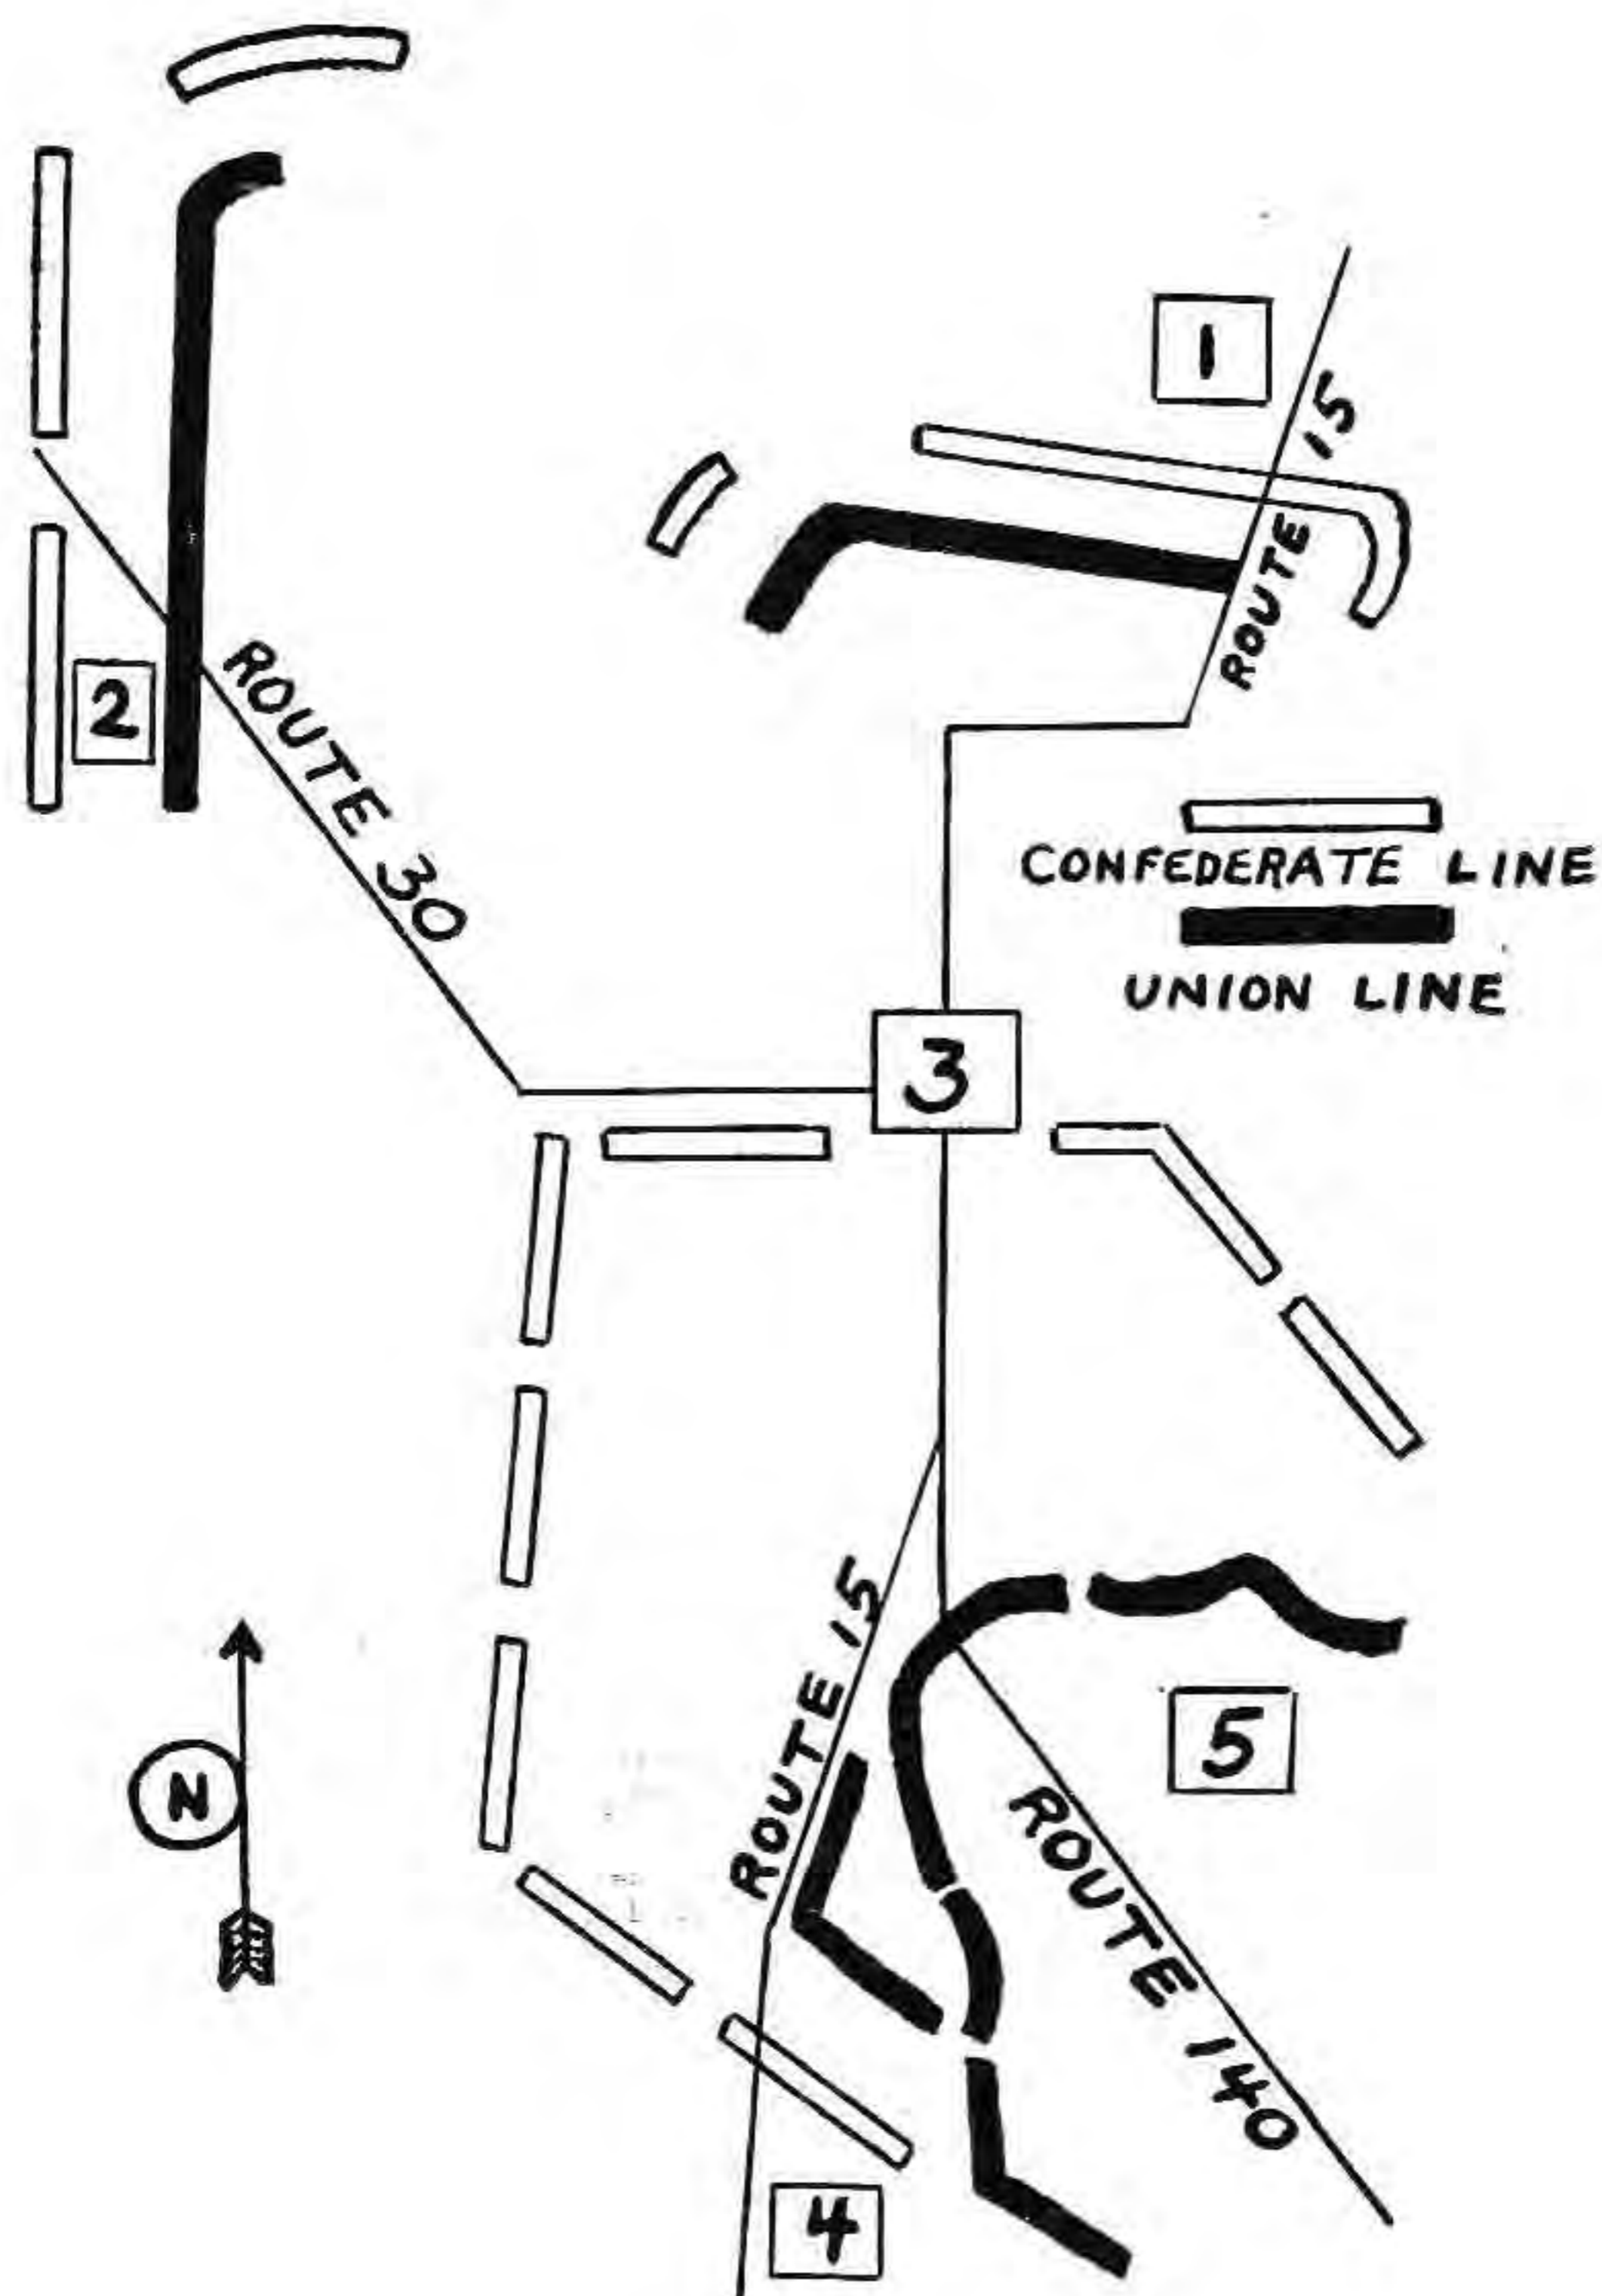 1
ROUTE 15
2
ROUTE 30
CONFEDERATE LINE
UNION LINE
3
ROUTE 15
N
5
ROUTE 140
4